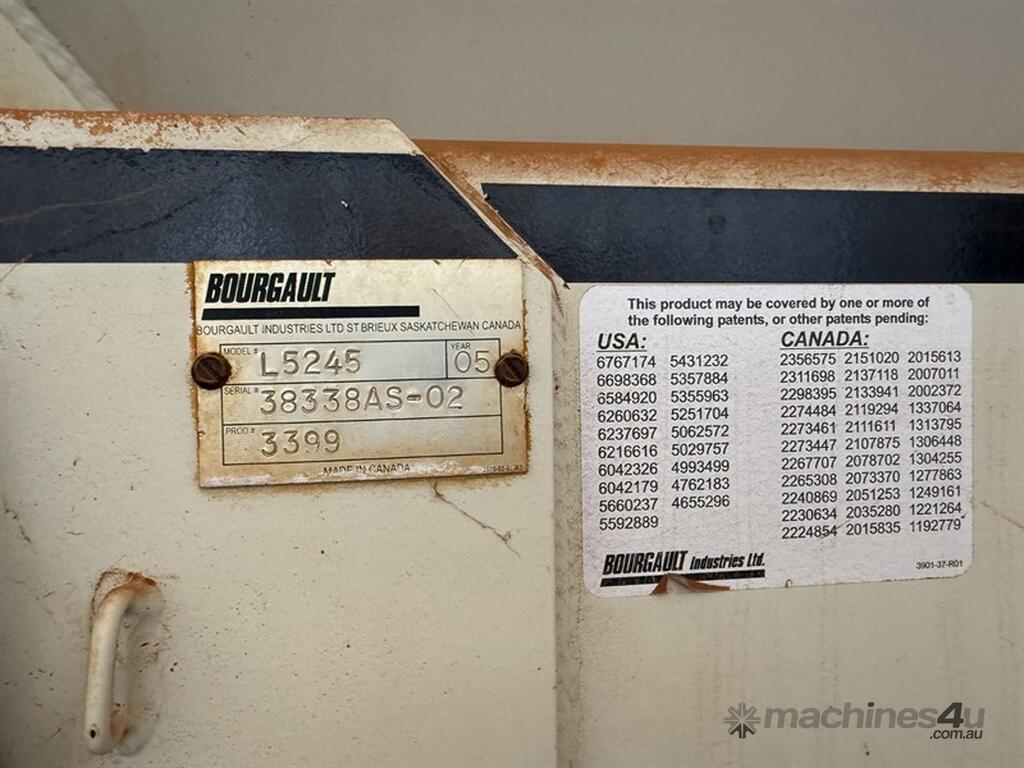 BOURGAULT
BOURGAULT INDUSTRIES LTD ST BRIEUX SASKATCHEWAN CANADA
MODEL # L5245 YEAR 05
SERIAL # 38338AS-02
PROD # 3399
MADE IN CANADA
This product may be covered by one or more of
the following patents, or other patents pending:
USA: CANADA:
6767174 5431232 2356575 2151020 2015613
6698368 5357884 2311698 2137118 2007011
6584920 5355963 2298395 2133941 2002372
6260632 5251704 2274484 2119294 1337064
6237697 5062572 2273461 2111611 1313795
6216616 5029757 2273447 2107875 1306448
6042326 4993499 2267707 2078702 1304255
6042179 4762183 2265308 2073370 1277863
5660237 4655296 2240869 2051253 1249161
5592889 2230634 2035280 1221264
2224854 2015835 1192779
BOURGAULT Industries Ltd.
3901-37-R01
machines4u
.com.au